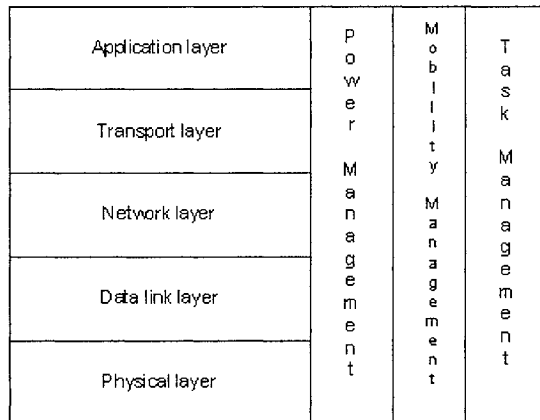 Application layer
Transport layer
Network layer
Data link layer
Physical layer
Power Management
Mobility Management
Task Management